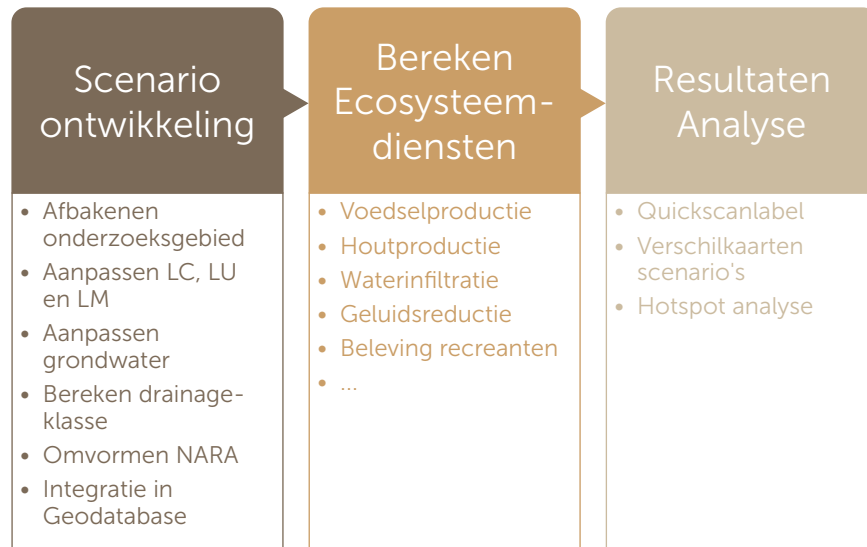 Scenario
ontwikkeling
• Afbakenen
onderzoeksgebied
• Aanpassen LC, LU
en LM
• Aanpassen
grondwater
• Bereken drainage-
klasse
• Omvormen NARA
• Integratie in
Geodatabase
Bereken
Ecosysteem-
diensten
• Voedselproductie
• Houtproductie
• Waterinfiltratie
• Geluidsreductie
• Beleving recreanten
• ...
Resultaten
Analyse
• Quickscanlabel
• Verschilkaarten
scenario's
• Hotspot analyse